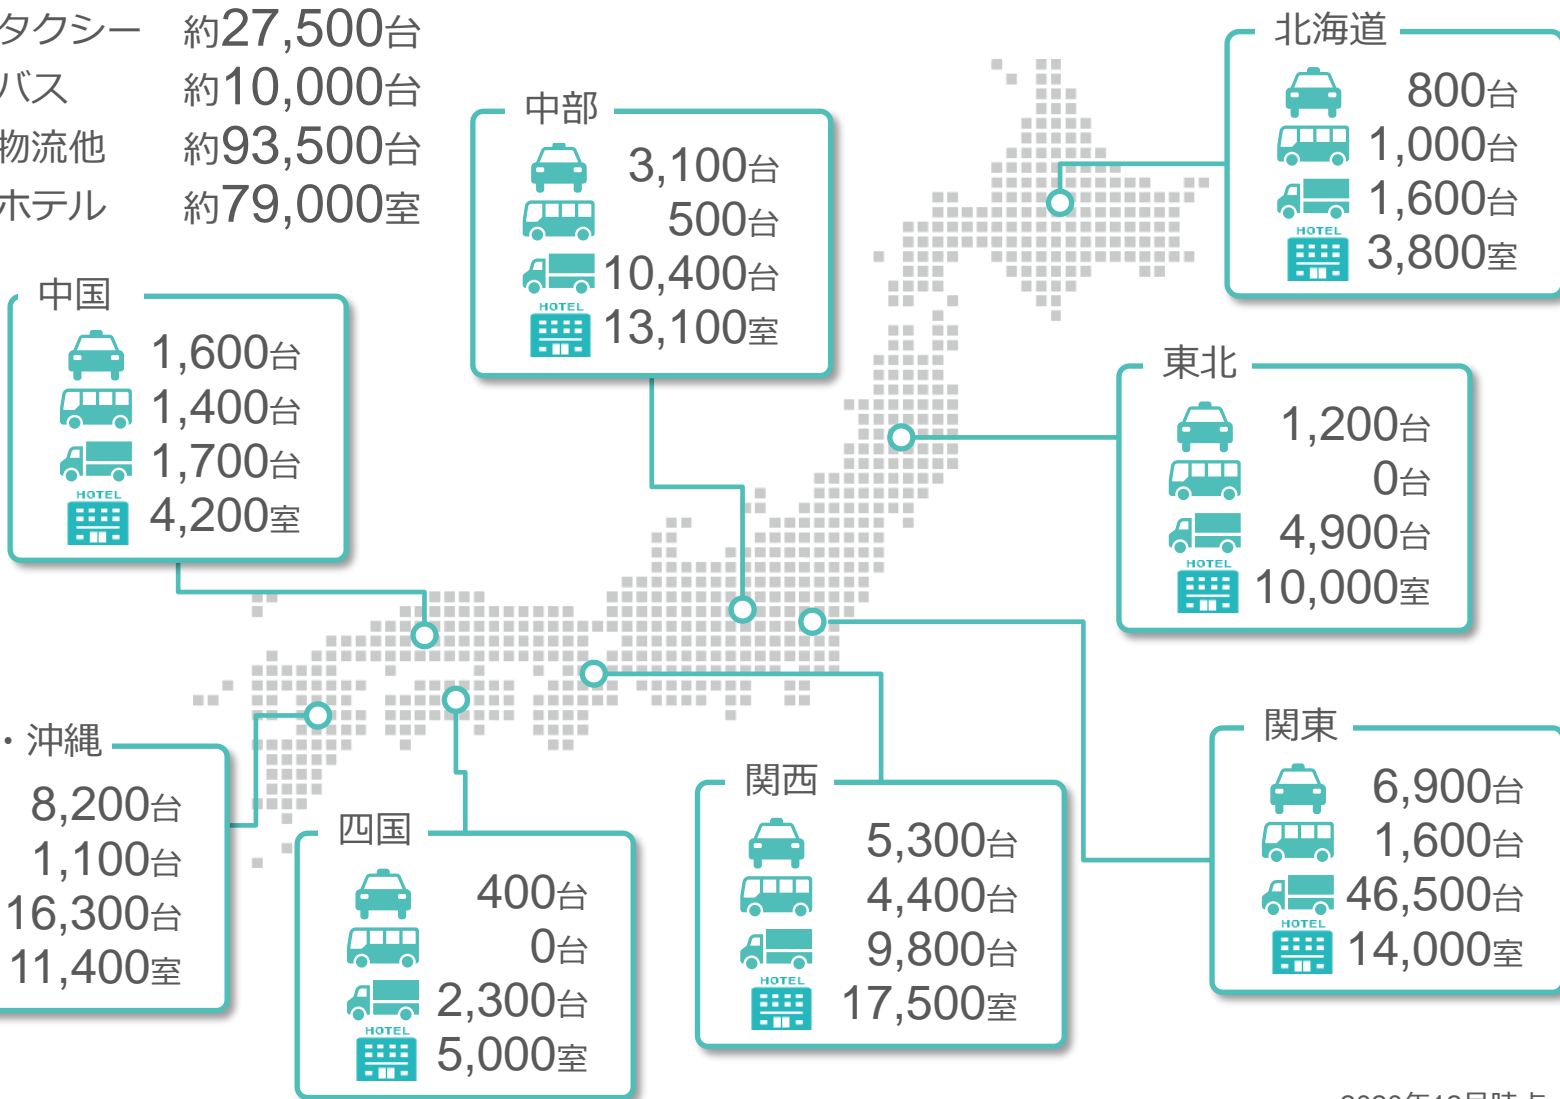 タクシー 約27,500台
バス 約10,000台
物流他 約93,500台
ホテル 約79,000室
北海道
800台
1,000台
1,600台
HOTEL
3,800室
中部
3,100台
500台
10,400台
HOTEL
13,100室
中国
1,600台
1,400台
1,700台
HOTEL
4,200室
東北
1,200台
0台
4,900台
HOTEL
10,000室
・沖縄
8,200台
1,100台
16,300台
11,400室
四国
400台
0台
2,300台
HOTEL
5,000室
関西
5,300台
4,400台
9,800台
HOTEL
17,500室
関東
6,900台
1,600台
46,500台
HOTEL
14,000室